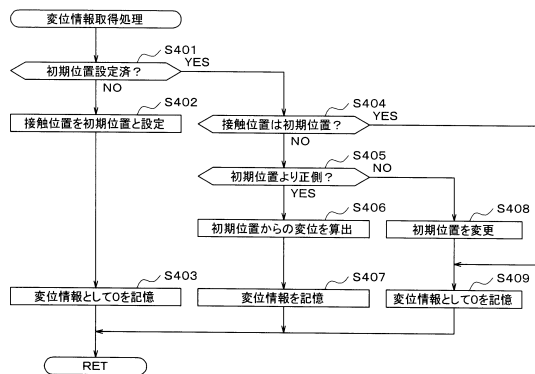 変位情報取得処理
S401
初期位置設定済?
YES
NO
S402
接触位置を初期位置と設定
S404
接触位置は初期位置?
YES
NO
S405
初期位置より正側?
NO
YES
S406
初期位置からの変位を算出
S408
初期位置を変更
S403
変位情報として0を記憶
S407
変位情報を記憶
S409
変位情報として0を記憶
RET